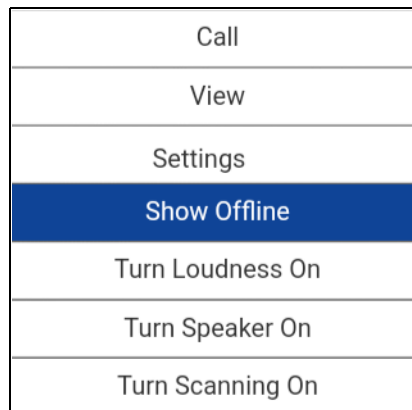 Call
View
Settings
Show Offline
Turn Loudness On
Turn Speaker On
Turn Scanning On